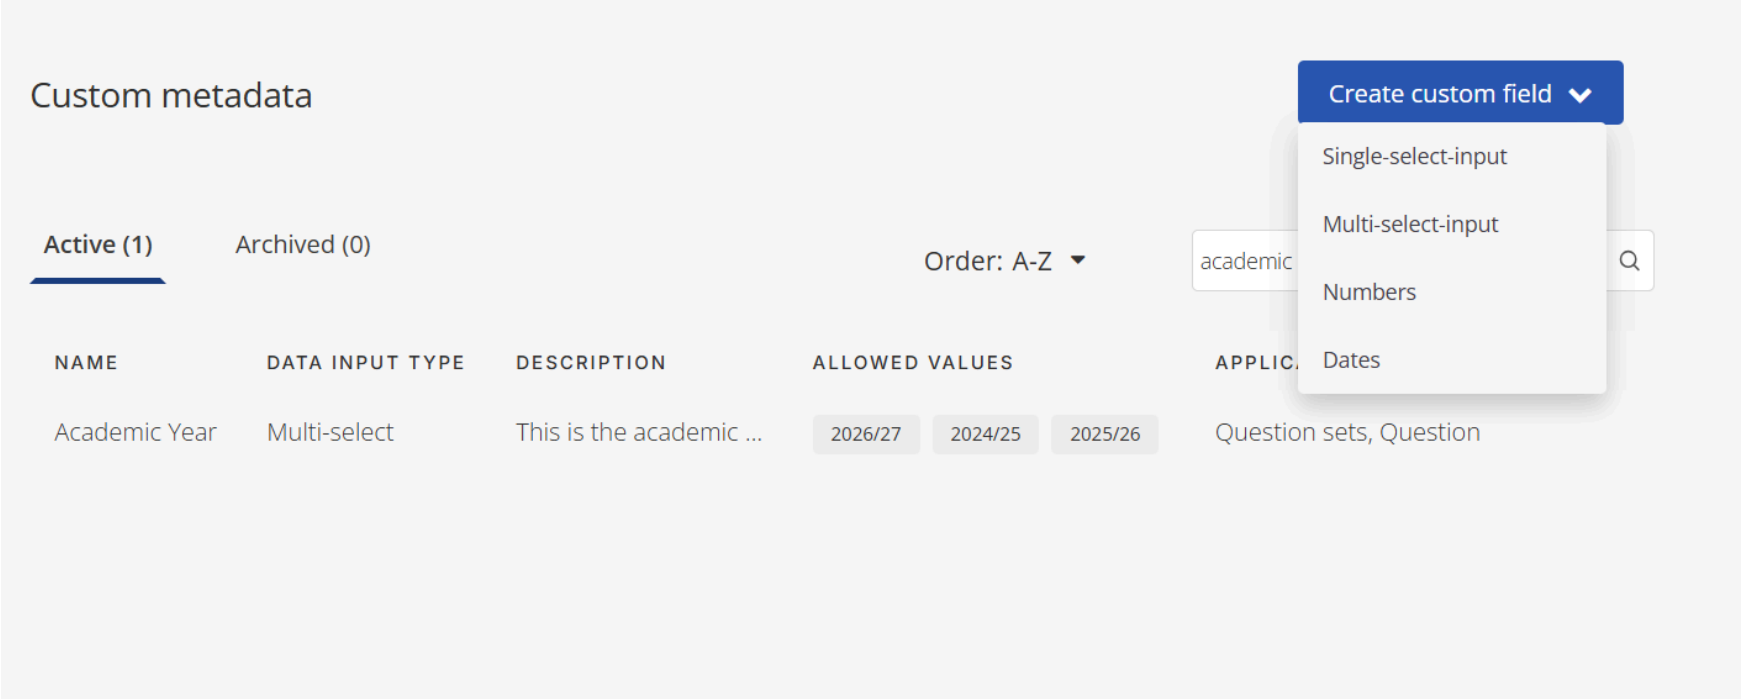 Custom metadata
Create custom field
Single-select-input
Multi-select-input
Numbers
Dates
Active (1)
Archived (0)
Order: A-Z
academic
NAME
DATA INPUT TYPE
DESCRIPTION
ALLOWED VALUES
Academic Year
Multi-select
This is the academic ...
2026/27
2024/25
2025/26
Question sets, Question